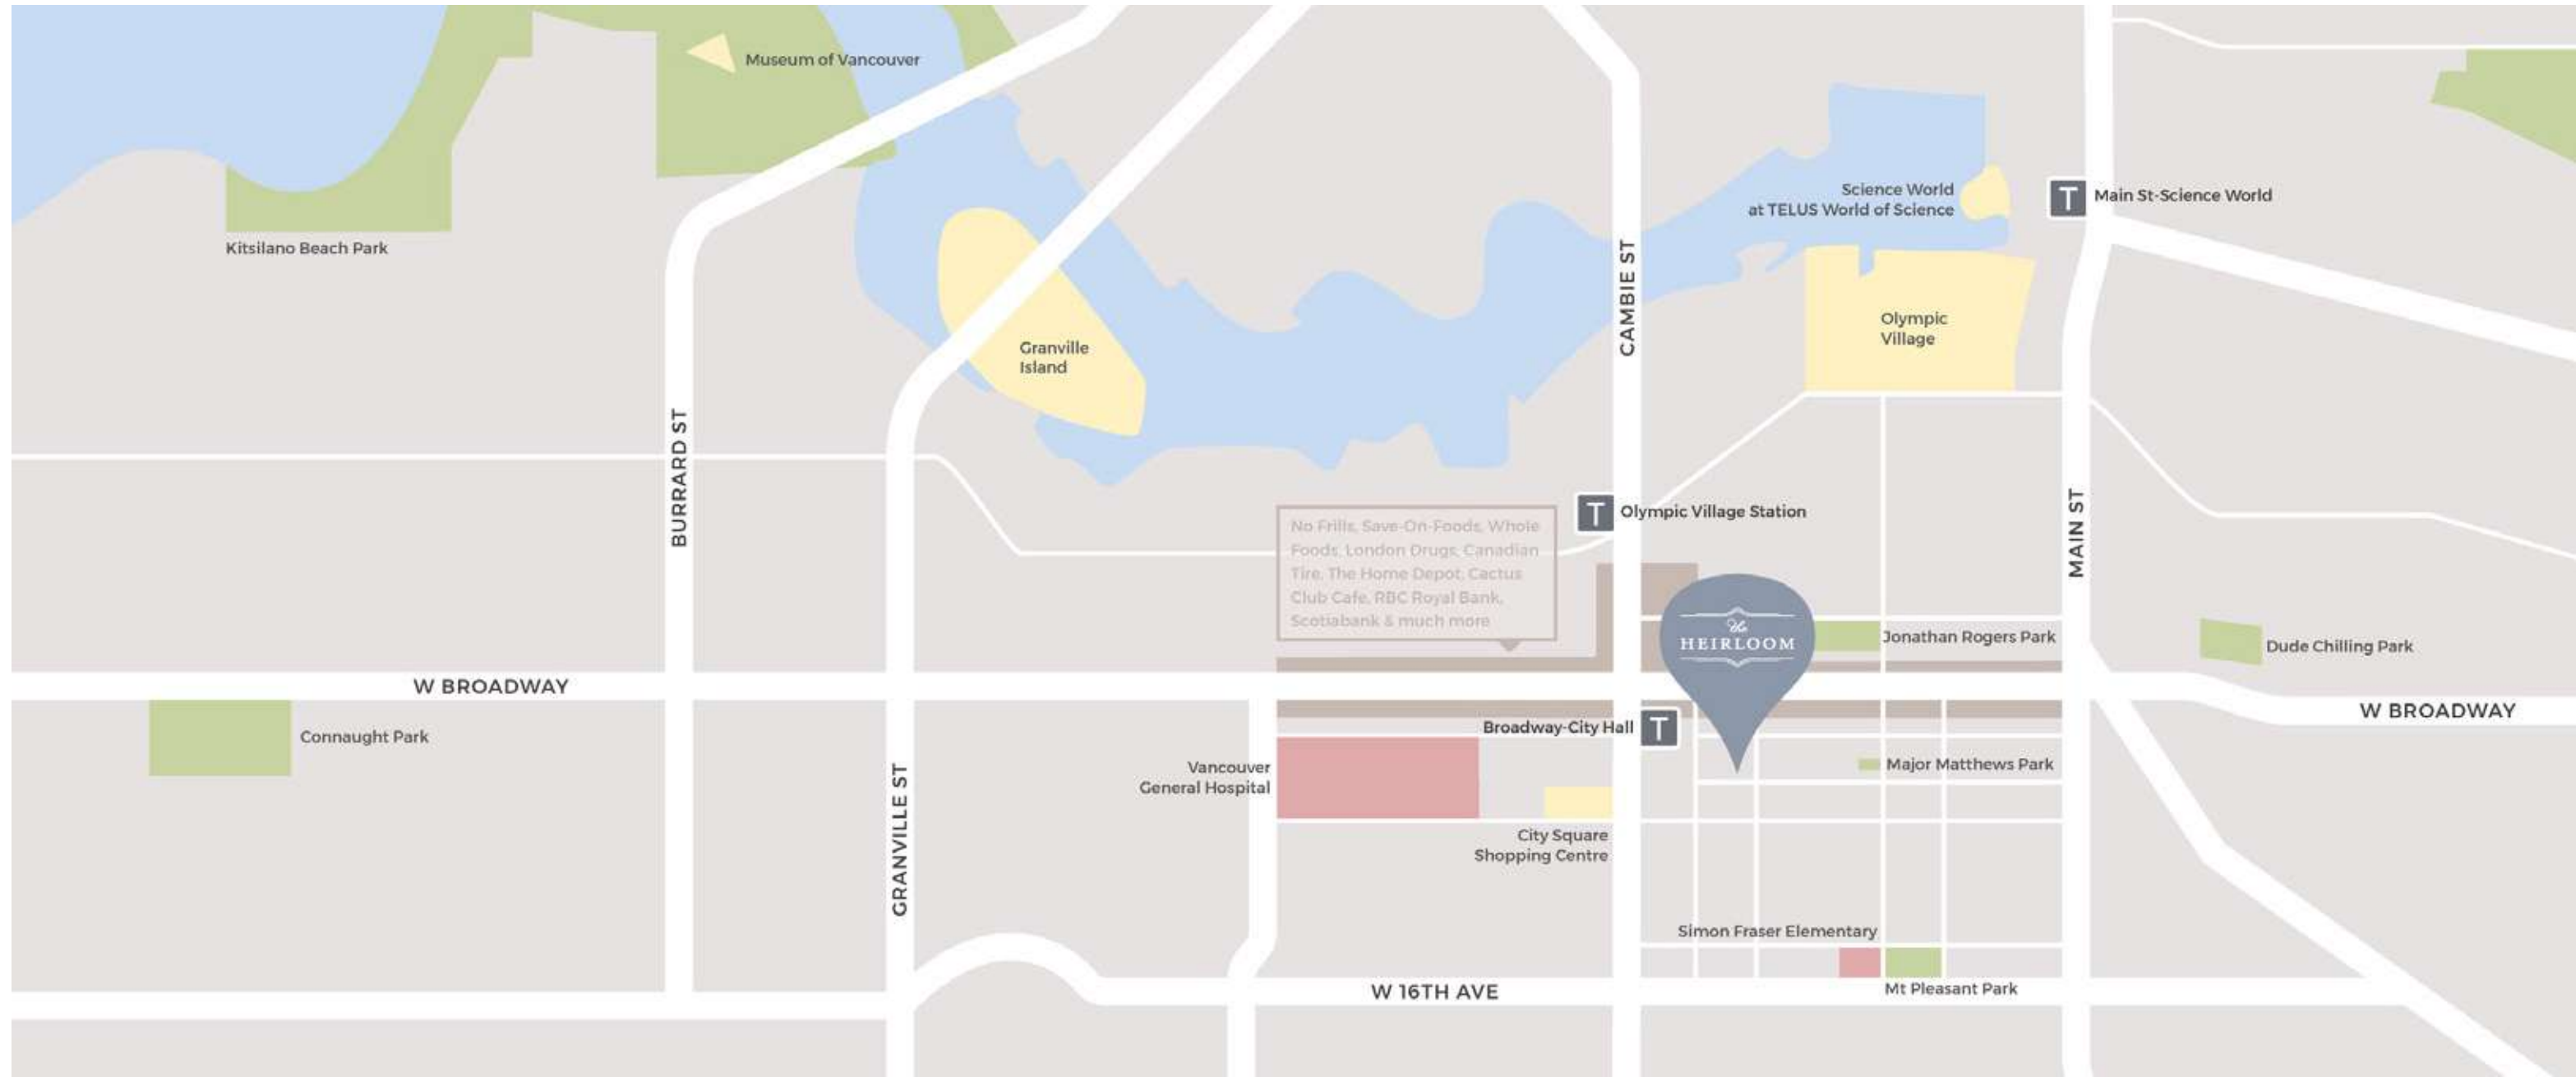 Museum of Vancouver
Kitsilano Beach Park
Science World
at TELUS World of Science
Main St-Science World
CAMBIE ST
Olympic
Village
Granville
Island
BURRARD ST
No Frills, Save-On-Foods, Whole
Foods, London Drugs, Canadian
Tire, The Home Depot, Cactus
Club Cafe, RBC Royal Bank,
Scotiabank & much more
T
T
Olympic Village Station
MAIN ST
The
HEIRLOOM
Jonathan Rogers Park
Dude Chilling Park
W BROADWAY
W BROADWAY
Connaught Park
Broadway-City Hall
T
Vancouver
General Hospital
Major Matthews Park
GRANVILLE ST
City Square
Shopping Centre
Simon Fraser Elementary
Mt Pleasant Park
W 16TH AVE